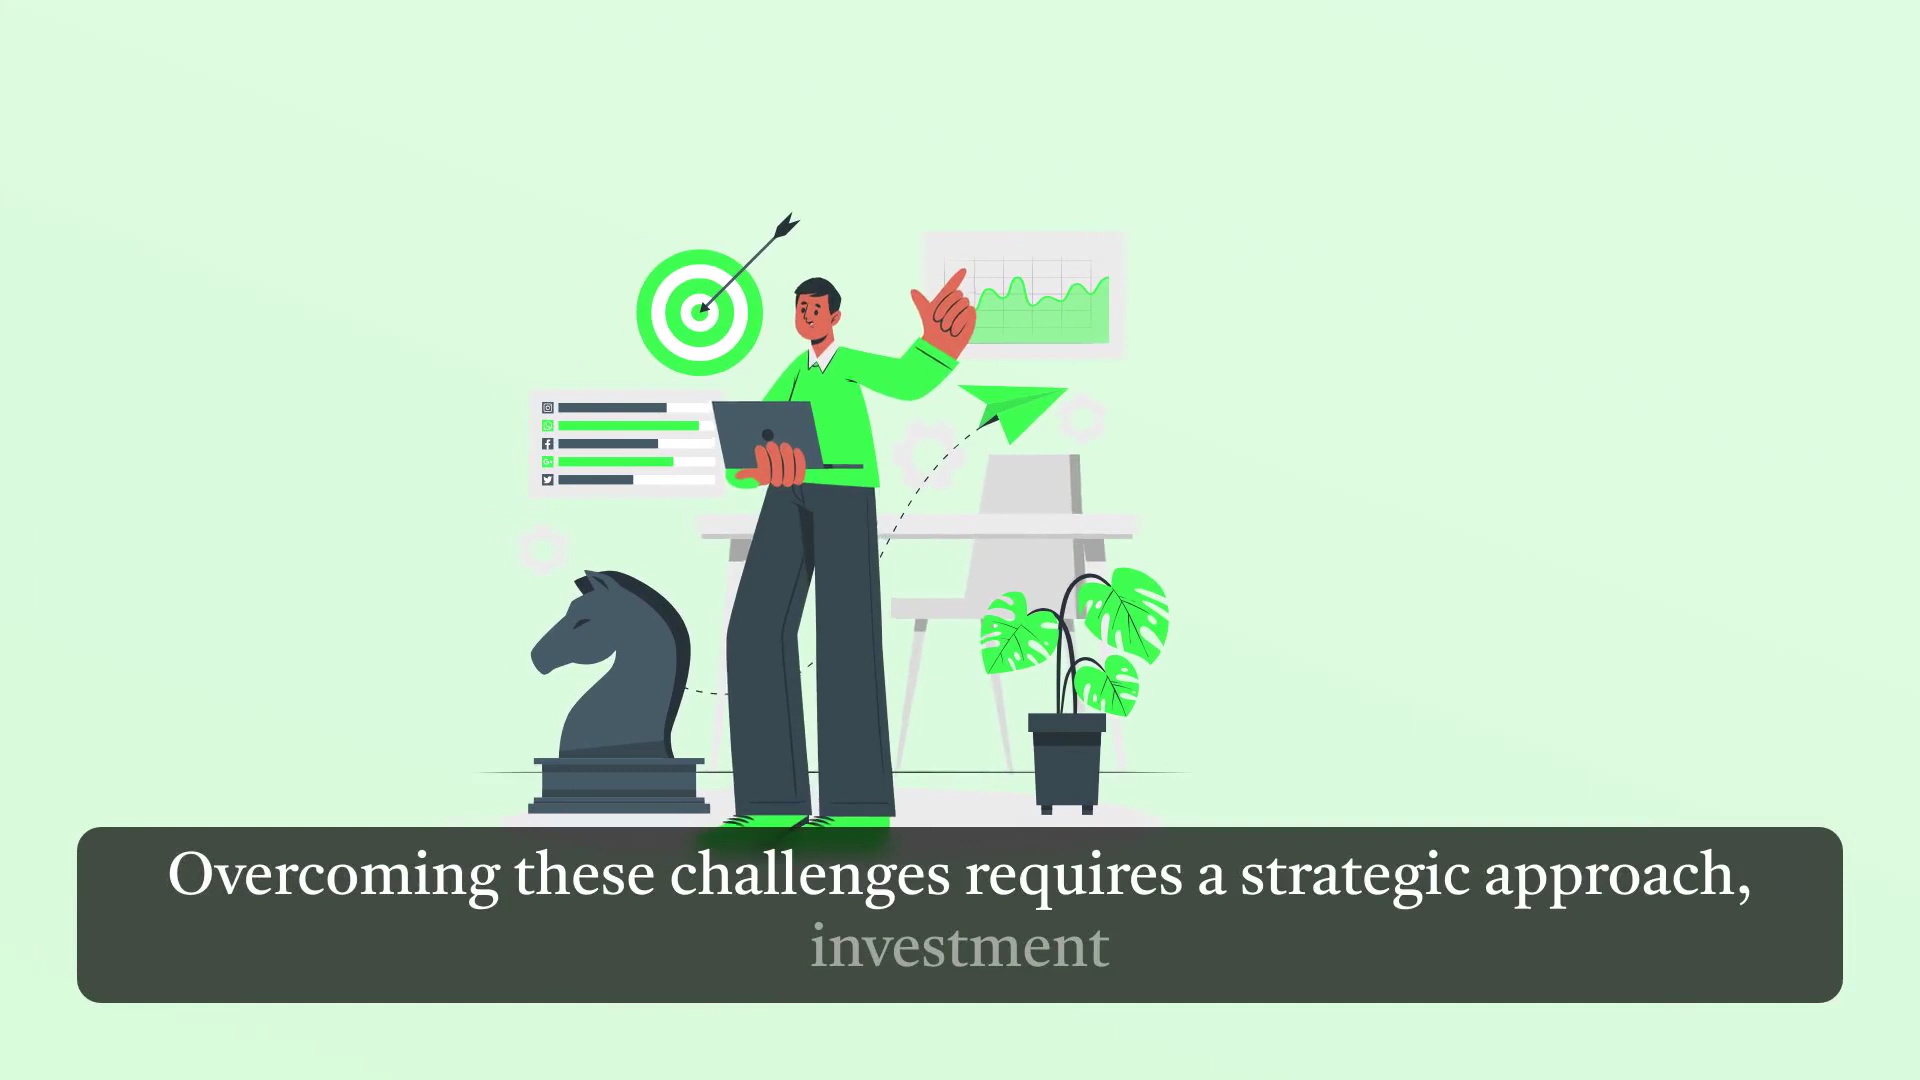 Overcoming these challenges requires a strategic approach,
investment